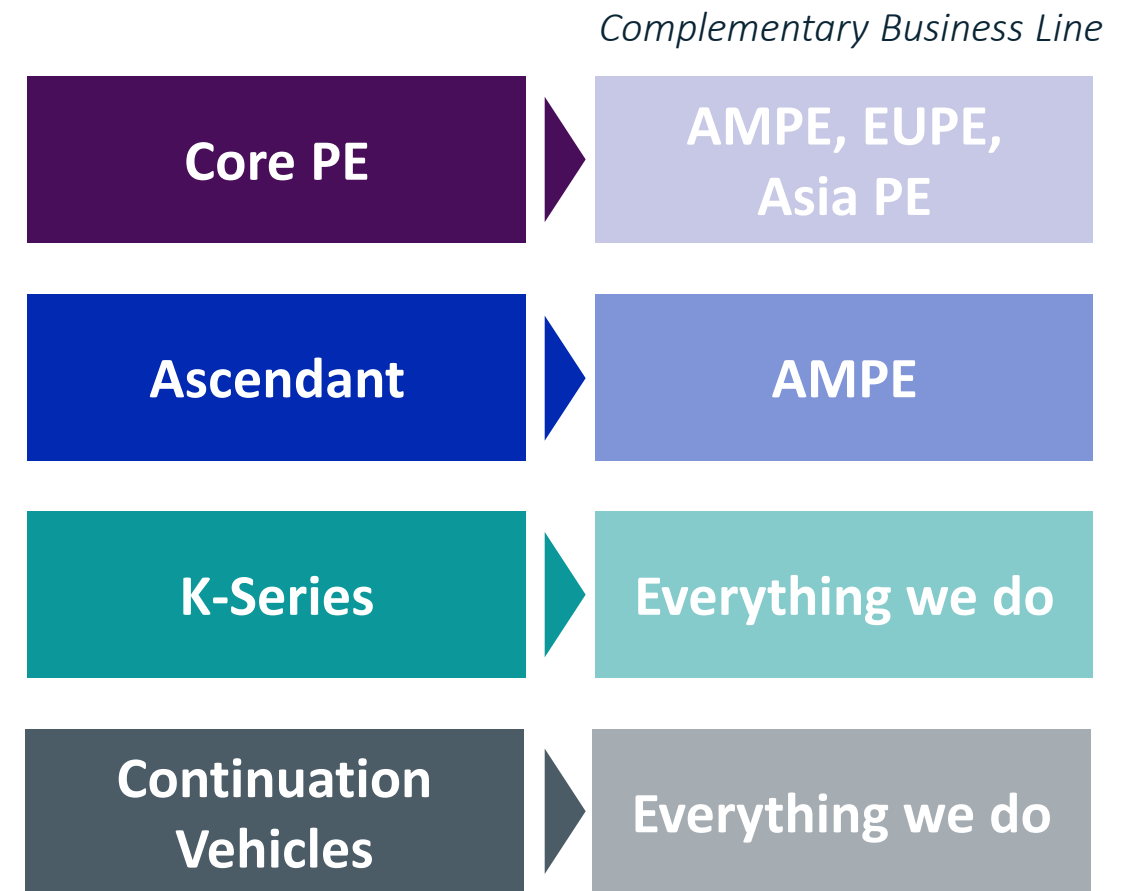 Complementary Business Line
Core PE
AMPE, EUPE,
Asia PE
Ascendant
AMPE
K-Series
Everything we do
Continuation
Vehicles
Everything we do